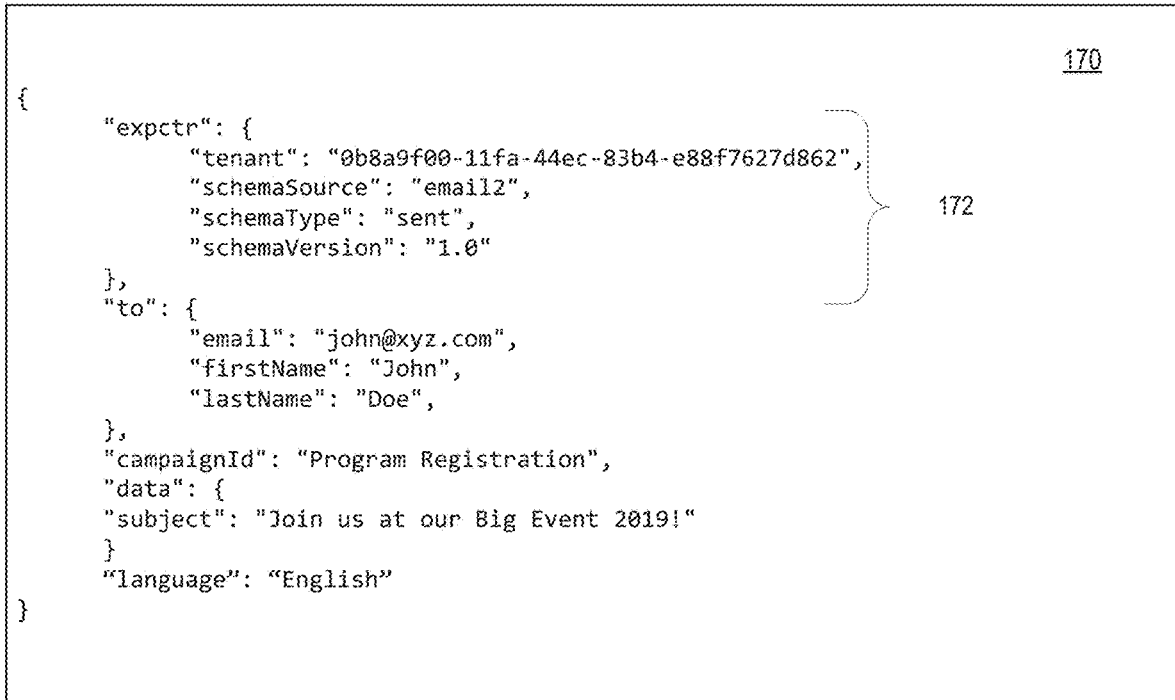 170
{
"expctr": {
"tenant": "0b8a9f00-11fa-44ec-83b4-e88f7627d862",
"schemaSource": "email2",
"schemaType": "sent",
"schemaVersion": "1.0"
172
},
"to": {
"email": "john@xyz.com",
"firstName": "John",
"lastName": "Doe",
},
"campaignId": "Program Registration",
"data": {
"subject": "Join us at our Big Event 2019!"
}
“language”: “English”
}